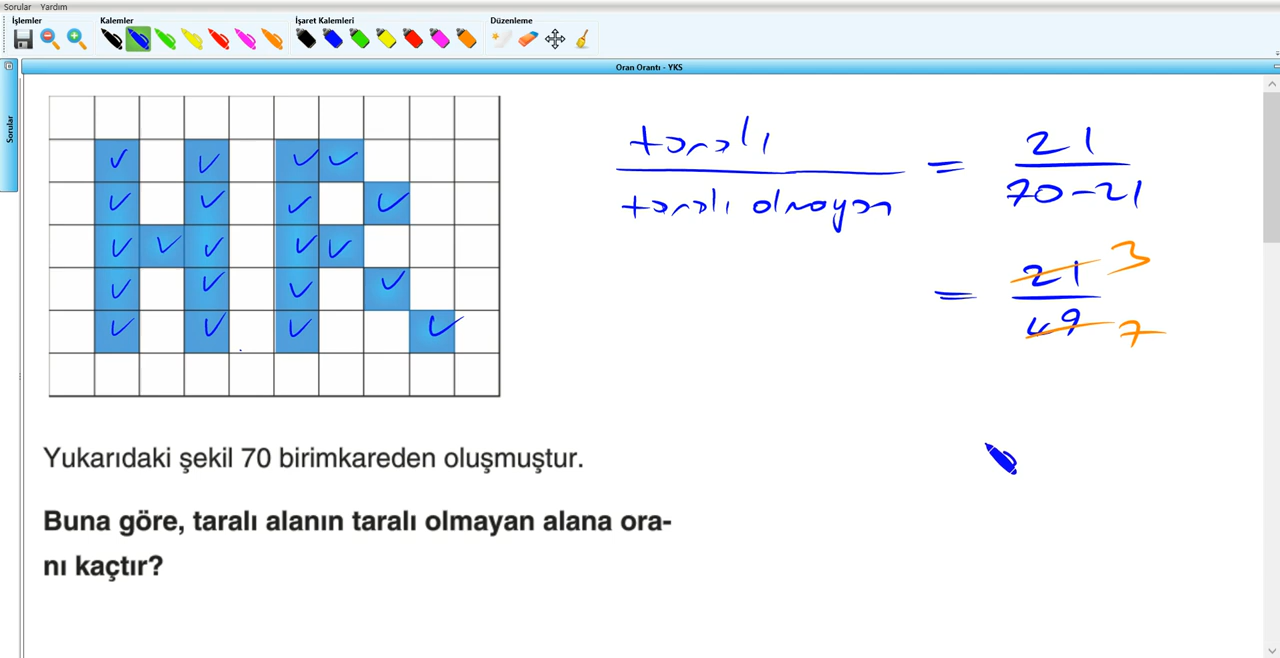 Sorular Yardım
İşlemler Kalemler İşaret Kalemleri Düzenleme
Oran Orantı - YKS
Sorular
taralı / taralı olmayan = 21 / 70-21
= 21 / 49 3 7
Yukarıdaki şekil 70 birimkareden oluşmuştur.
Buna göre, taralı alanın taralı olmayan alana ora-
nı kaçtır?